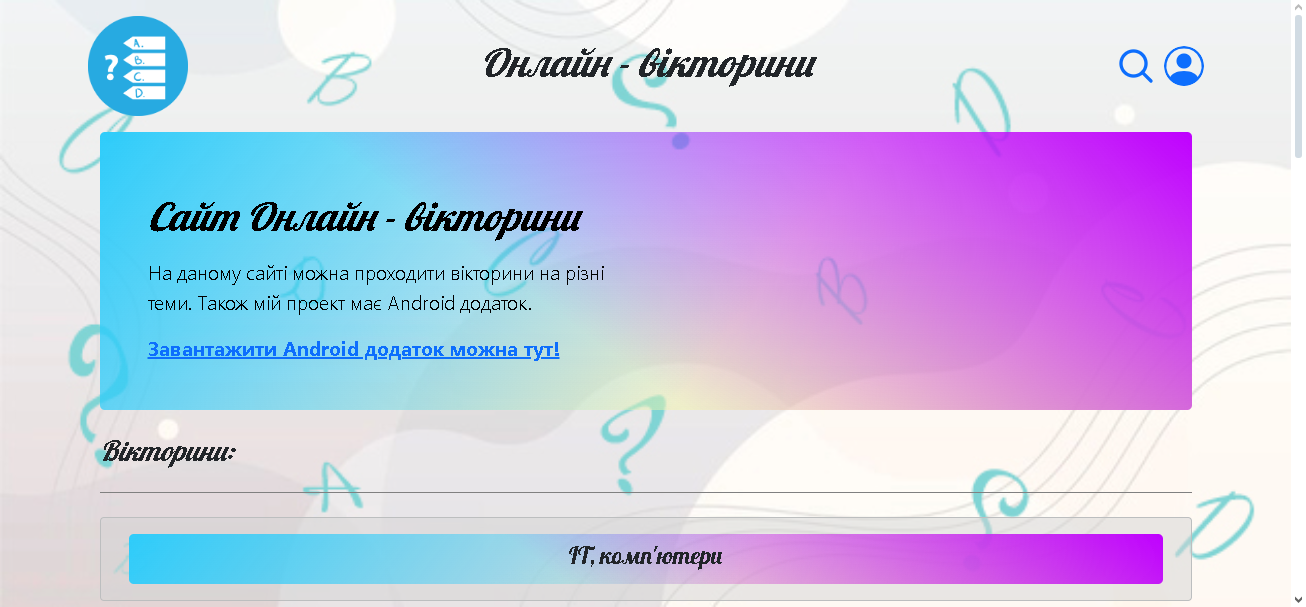 A.
B.
? C.
D.
Онлайн - вікторини
Сайт Онлайн - вікторини
На даному сайті можна проходити вікторини на різні
теми. Також мій проект має Android додаток.
Завантажити Android додаток можна тут!
Вікторини:
ІТ, комп'ютери